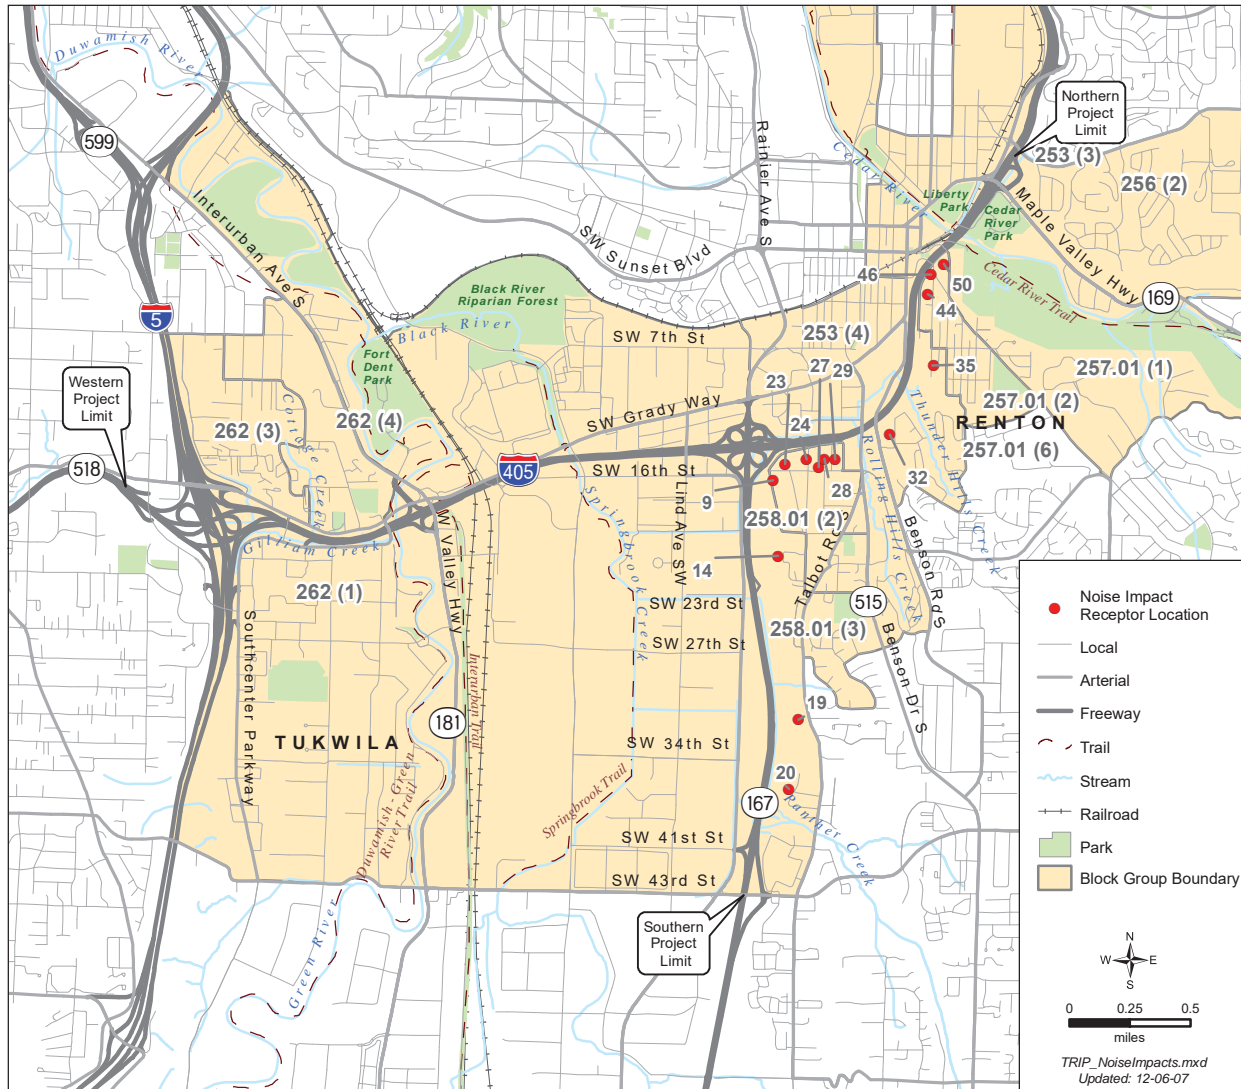 Duwamish River
599
Interurban Ave S
5
Western
Project
Limit
518
262 (3)
Cottage Creek
262 (4)
Fort
Dent
Park
Black River
Black River
Riparian Forest
SW Sunset Blvd
Rainier Ave S
Cedar River
Northern
Project
Limit
253 (3)
256 (2)
Liberty
Park
Cedar
River
Park
Maple Valley Hwy
169
Cedar River Trail
46
50
44
35
SW 7th St
253 (4)
27
29
23
24
SW Grady Way
405
SW 16th St
Lind Ave SW
9
28
32
257.01 (1)
257.01 (2)
RENTON
257.01 (6)
Thunder Hills Creek
Rolling Hills Creek
Gilliam Creek
W Valley Hwy
Springbrook Creek
258.01 (2)
14
Talbot Rd S
Benson Rd S
515
Benson Dr S
262 (1)
Southcenter Parkway
SW 23rd St
258.01 (3)
SW 27th St
Interurban Trail
181
TUKWILA
Duwamish-Green
River Trail
SW 34th St
19
20
167
Springbrook Trail
Panther Creek
SW 41st St
SW 43rd St
Southern
Project
Limit
Green River
Noise Impact
Receptor Location
Local
Arterial
Freeway
Trail
Stream
Railroad
Park
Block Group Boundary
N
W E
S
0 0.25 0.5
miles
TRIP_NoiseImpacts.mxd
Updated: 12-06-07